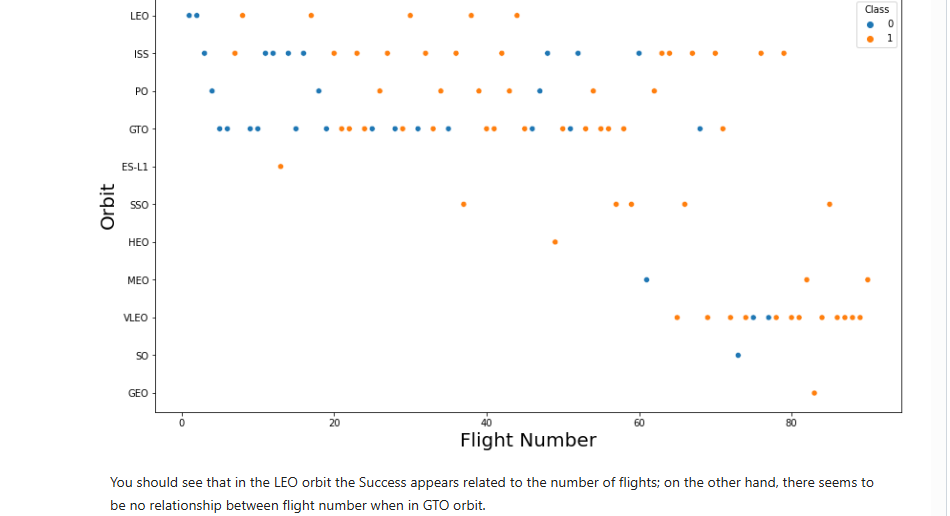 Class
0
1
LEO
ISS
PO
GTO
ES-L1
SSO
HEO
MEO
VLEO
SO
GEO
Orbit
0 20 40 60 80
Flight Number
You should see that in the LEO orbit the Success appears related to the number of flights; on the other hand, there seems to
be no relationship between flight number when in GTO orbit.